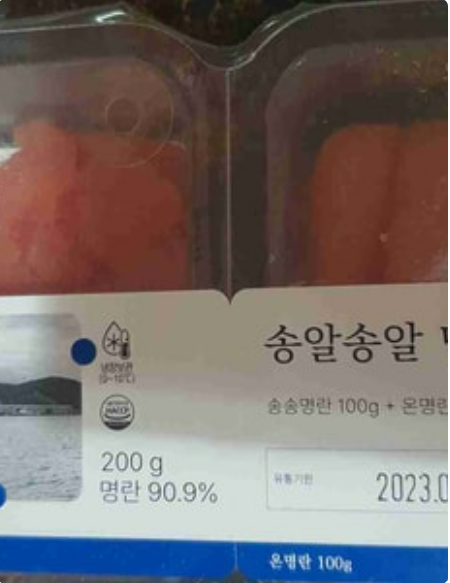 송알송알
냉장보관
(0~10℃)
송송명란 100g + 온명란
HACCP
200 g
명란 90.9%
유통기한
2023.0
온명란 100g